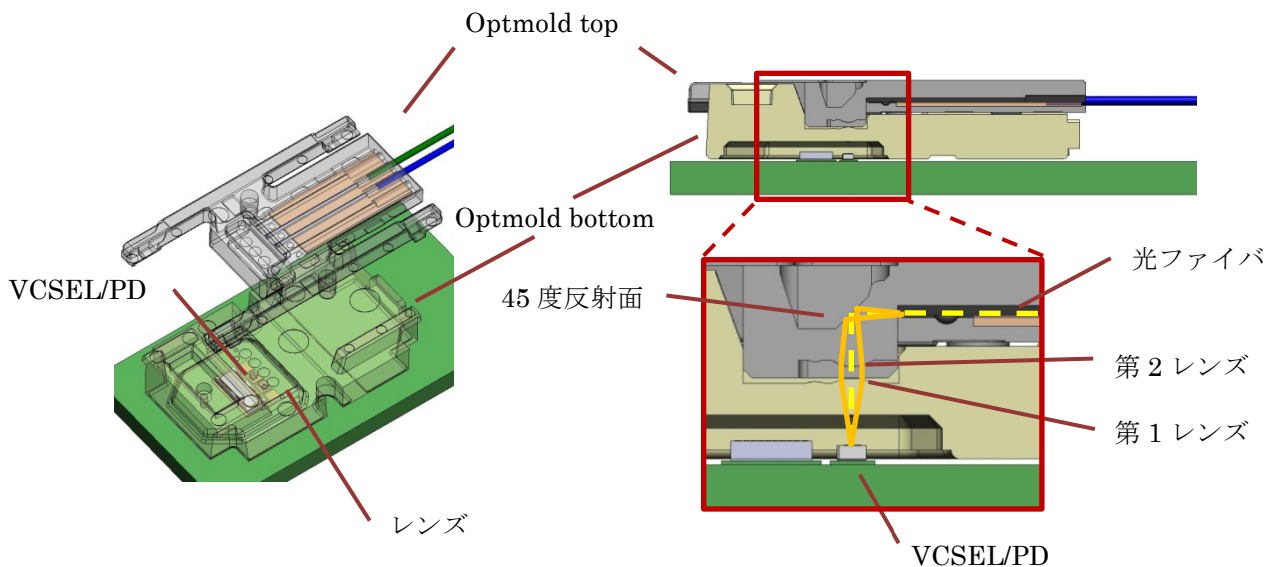 Optmold top
Optmold bottom
VCSEL/PD
レンズ
45 度反射面
光ファイバ
第 2 レンズ
第 1 レンズ
VCSEL/PD